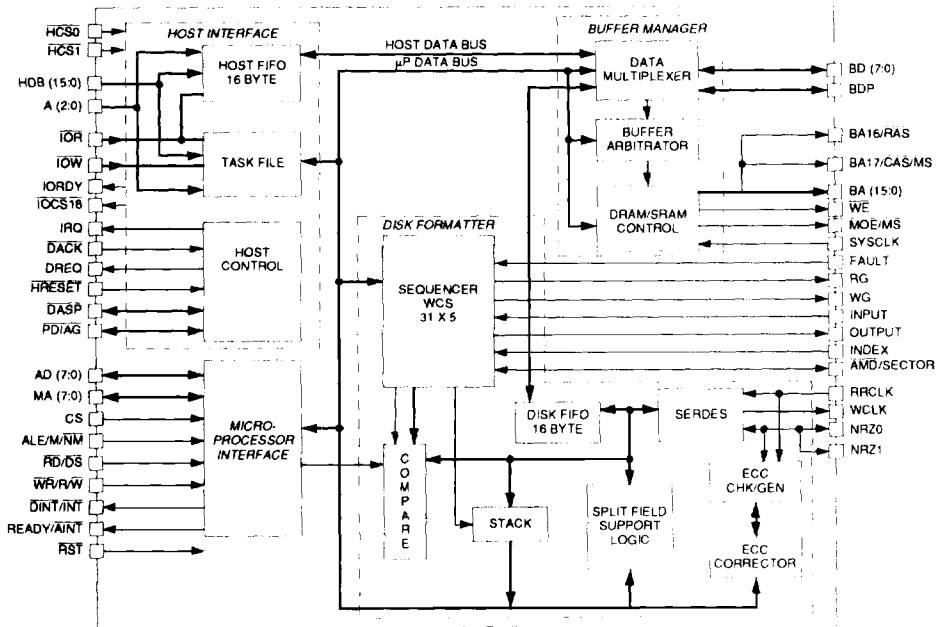 HCS0
HCS1
HDB (15:0)
A (2:0)
IOR
IOW
IORDY
IOCS16
IRQ
DACK
DREQ
HRESET
DASP
PDIAG
AD (7:0)
MA (7:0)
CS
ALE/M/NM
RD/DS
WR/R/W
DINT/INT
READY/AINT
RST
HOST INTERFACE
HOST FIFO
16 BYTE
TASK FILE
HOST
CONTROL
MICRO-
PROCESSOR
INTERFACE
HOST DATA BUS
µP DATA BUS
DISK FORMATTER
SEQUENCER
WCS
31 X 5
COMPARE
STACK
DISK FIFO
16 BYTE
SPLIT FIELD
SUPPORT
LOGIC
SERDES
ECC
CHK/GEN
ECC
CORRECTOR
BUFFER MANAGER
DATA
MULTIPLEXER
BUFFER
ARBITRATOR
DRAM/SRAM
CONTROL
BD (7:0)
BDP
BA16/RAS
BA17/CAS/MS
BA (15:0)
WE
MOE/MS
SYSCLK
FAULT
RG
WG
INPUT
OUTPUT
INDEX
AMD/SECTOR
RRCLK
WCLK
NRZ0
NRZ1